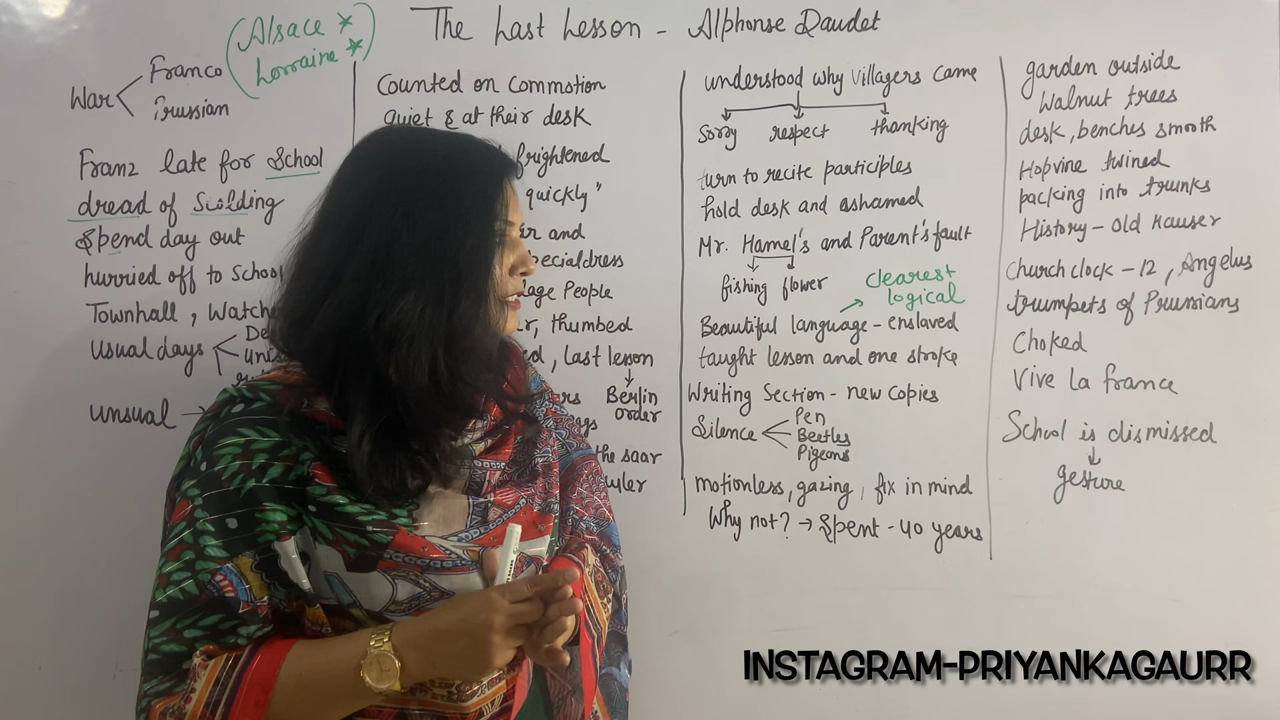 The Last Lesson - Alphonse Daudet
(Alsace *
Lorraine *)
War < Franco
Prussian
Franz late for School
dread of Scolding
Spend day out
hurried off to School
Townhall, Watche
Usual days <
unusual →
Counted on Commotion
quiet & at their desk
frightened
quickly"
and
pecialdress
age People
, thumbed
ed, last lesson
↓
Berlin
order
the saar
uler
understood why Villagers Came
sorry respect thanking
turn to recite participles
hold desk and ashamed
Mr. Hamel's and Parent's fault
fishing flower
clearest
logical
Beautiful language - enslaved
taught lesson and one stroke
Writing Section - new Copies
Silence < Pen
Beetles
Pigeons
motionless, gazing, fix in mind
Why not? → Spent - 40 years
garden outside
Walnut trees
desk, benches smooth
Hopvine twined
packing into trunks
History - Old Hauser
Church clock - 12, Angelus
trumpets of Prussians
Choked
Vive la france
School is dismissed
↓
gesture
INSTAGRAM-PRIYANKAGAURR